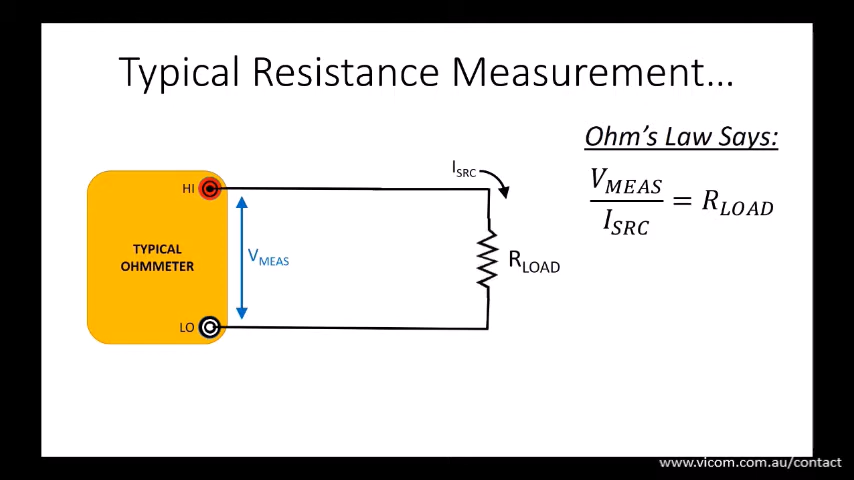 Typical Resistance Measurement...
Ohm's Law Says:
V_MEAS / I_SRC = R_LOAD
I_SRC
HI
TYPICAL
OHMMETER
V_MEAS
R_LOAD
LO
www.vicom.com.au/contact